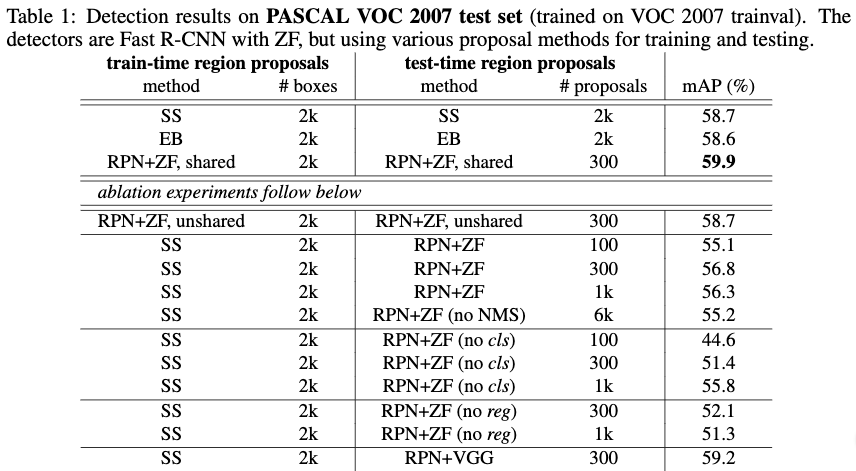 Table 1: Detection results on PASCAL VOC 2007 test set (trained on VOC 2007 trainval). The
detectors are Fast R-CNN with ZF, but using various proposal methods for training and testing.
train-time region proposals test-time region proposals
method # boxes method # proposals mAP (%)
SS 2k SS 2k 58.7
EB 2k EB 2k 58.6
RPN+ZF, shared 2k RPN+ZF, shared 300 59.9
ablation experiments follow below
RPN+ZF, unshared 2k RPN+ZF, unshared 300 58.7
SS 2k RPN+ZF 100 55.1
SS 2k RPN+ZF 300 56.8
SS 2k RPN+ZF 1k 56.3
SS 2k RPN+ZF (no NMS) 6k 55.2
SS 2k RPN+ZF (no cls) 100 44.6
SS 2k RPN+ZF (no cls) 300 51.4
SS 2k RPN+ZF (no cls) 1k 55.8
SS 2k RPN+ZF (no reg) 300 52.1
SS 2k RPN+ZF (no reg) 1k 51.3
SS 2k RPN+VGG 300 59.2